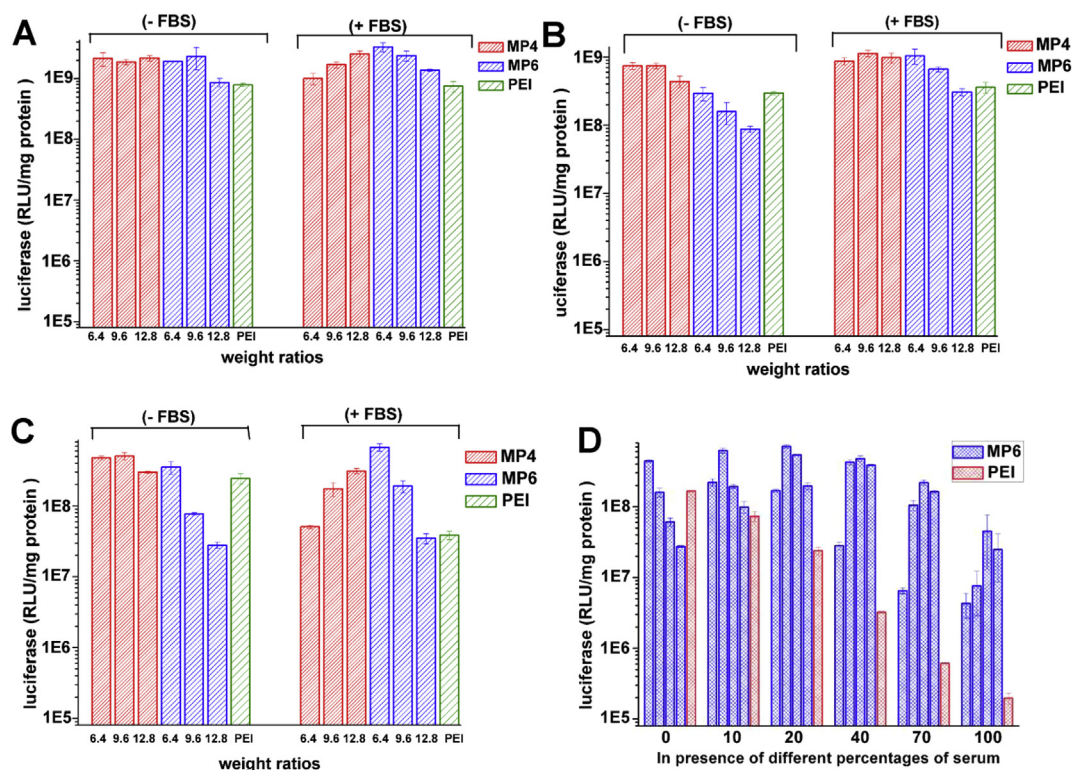 A
(- FBS)
(+ FBS)
MP4
MP6
PEI
luciferase (RLU/mg protein )
1E9
1E8
1E7
1E6
1E5
6.4 9.6 12.8 6.4 9.6 12.8 PEI 6.4 9.6 12.8 6.4 9.6 12.8 PEI
weight ratios
B
(- FBS)
(+ FBS)
MP4
MP6
PEI
uciferase (RLU/mg protein )
1E9
1E8
1E7
1E6
1E5
6.4 9.6 12.8 6.4 9.6 12.8 PEI 6.4 9.6 12.8 6.4 9.6 12.8 PEI
weight ratios
C
(- FBS)
(+ FBS)
MP4
MP6
PEI
luciferase (RLU/mg protein )
1E8
1E7
1E6
1E5
6.4 9.6 12.8 6.4 9.6 12.8 PEI 6.4 9.6 12.8 6.4 9.6 12.8 PEI
weight ratios
D
MP6
PEI
luciferase (RLU/mg protein)
1E8
1E7
1E6
1E5
0 10 20 40 70 100
In presence of different percentages of serum